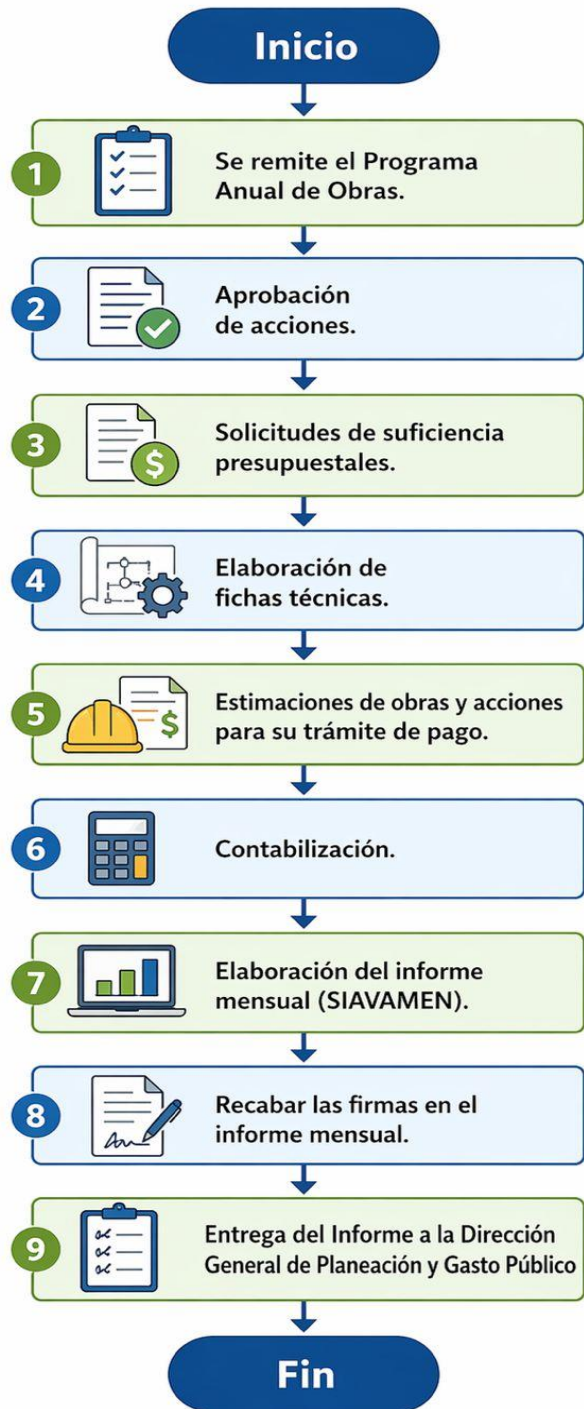 Inicio
1
Se remite el Programa
Anual de Obras.
2
Aprobación
de acciones.
3
Solicitudes de suficiencia
presupuestales.
$
4
Elaboración de
fichas técnicas.
5
Estimaciones de obras y acciones
para su trámite de pago.
$
6
Contabilización.
7
Elaboración del informe
mensual (SIAVAMEN).
8
Recabar las firmas en el
informe mensual.
9
Entrega del Informe a la Dirección
General de Planeación y Gasto Público
Fin